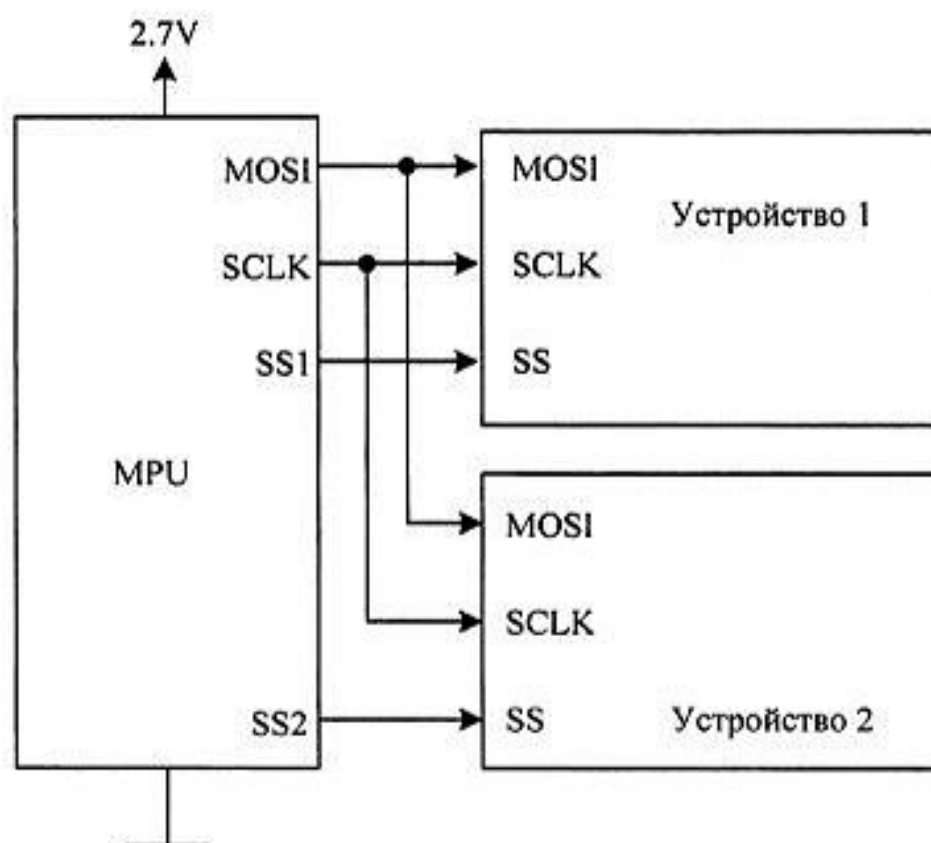 2.7V
MOSI
SCLK
SS1
MPU
SS2
MOSI
Устройство 1
SCLK
SS
MOSI
SCLK
SS
Устройство 2